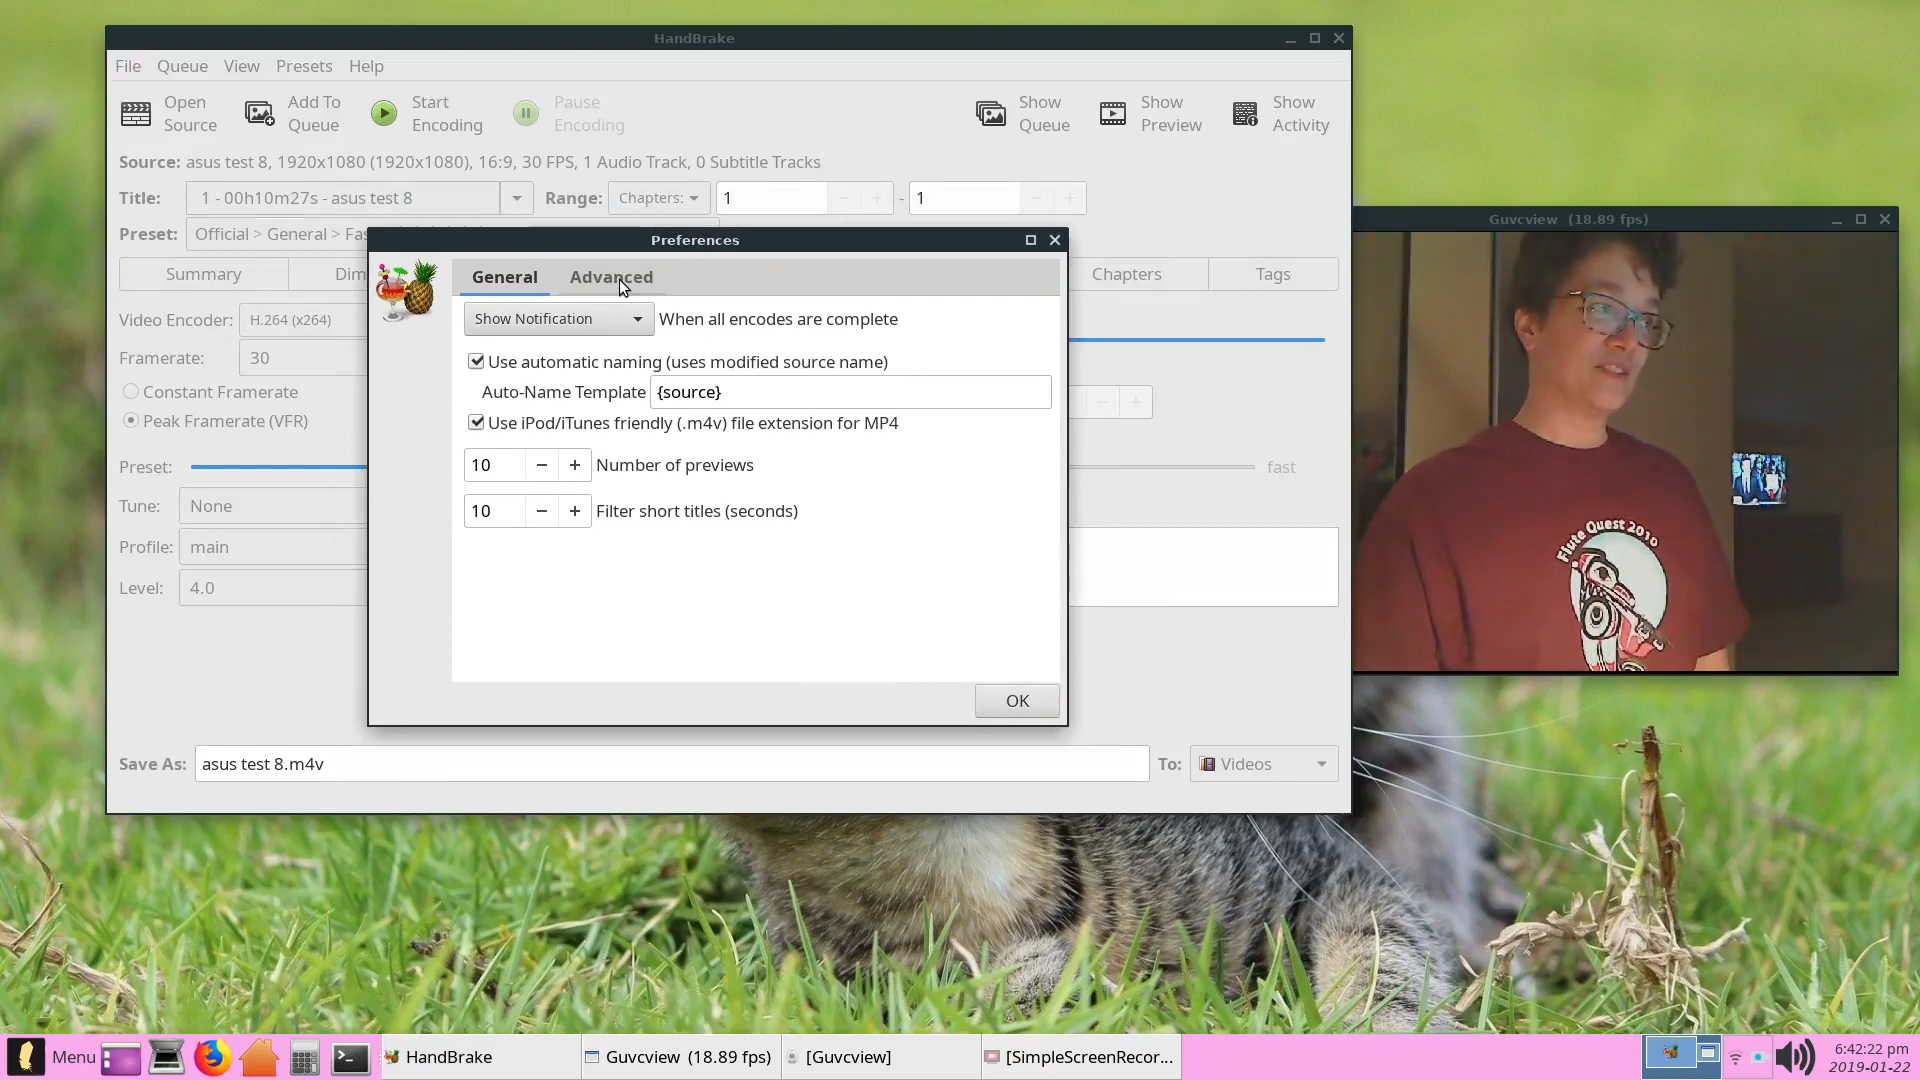 HandBrake
File Queue View Presets Help
Open Source
Add To Queue
Start Encoding
Pause Encoding
Show Queue
Show Preview
Show Activity
Source: asus test 8, 1920x1080 (1920x1080), 16:9, 30 FPS, 1 Audio Track, 0 Subtitle Tracks
Title: 1 - 00h10m27s - asus test 8 Range: Chapters: 1 - 1
Preset: Official > General > Fas
Summary Dim Chapters Tags
Video Encoder: H.264 (x264)
Framerate: 30
Constant Framerate
Peak Framerate (VFR)
Preset: fast
Tune: None
Profile: main
Level: 4.0
Save As: asus test 8.m4v To: Videos
Preferences
General Advanced
Show Notification When all encodes are complete
Use automatic naming (uses modified source name)
Auto-Name Template {source}
Use iPod/iTunes friendly (.m4v) file extension for MP4
10 Number of previews
10 Filter short titles (seconds)
OK
Guvcview (18.89 fps)
Flute Quest 2010
Menu HandBrake Guvcview (18.89 fps) [Guvcview] [SimpleScreenRecor...
6:42:22 pm
2019-01-22